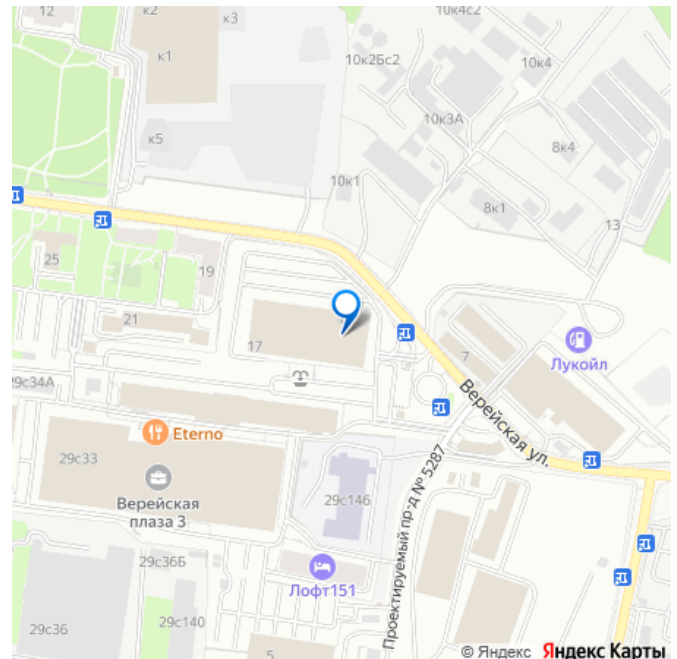 12
к2
к3
к1
10к2Бс2
10к4с2
10к4
10к3А
к5
8к4
10к1
8к1
13
25
19
21
17
7
Лукойл
29с34А
Верейская ул.
Eterno
29с33
Верейская
плаза 3
29с146
Проектируемый пр-д № 5287
29с36Б
Лофт151
29с36
29с140
5
© Яндекс Яндекс Карты